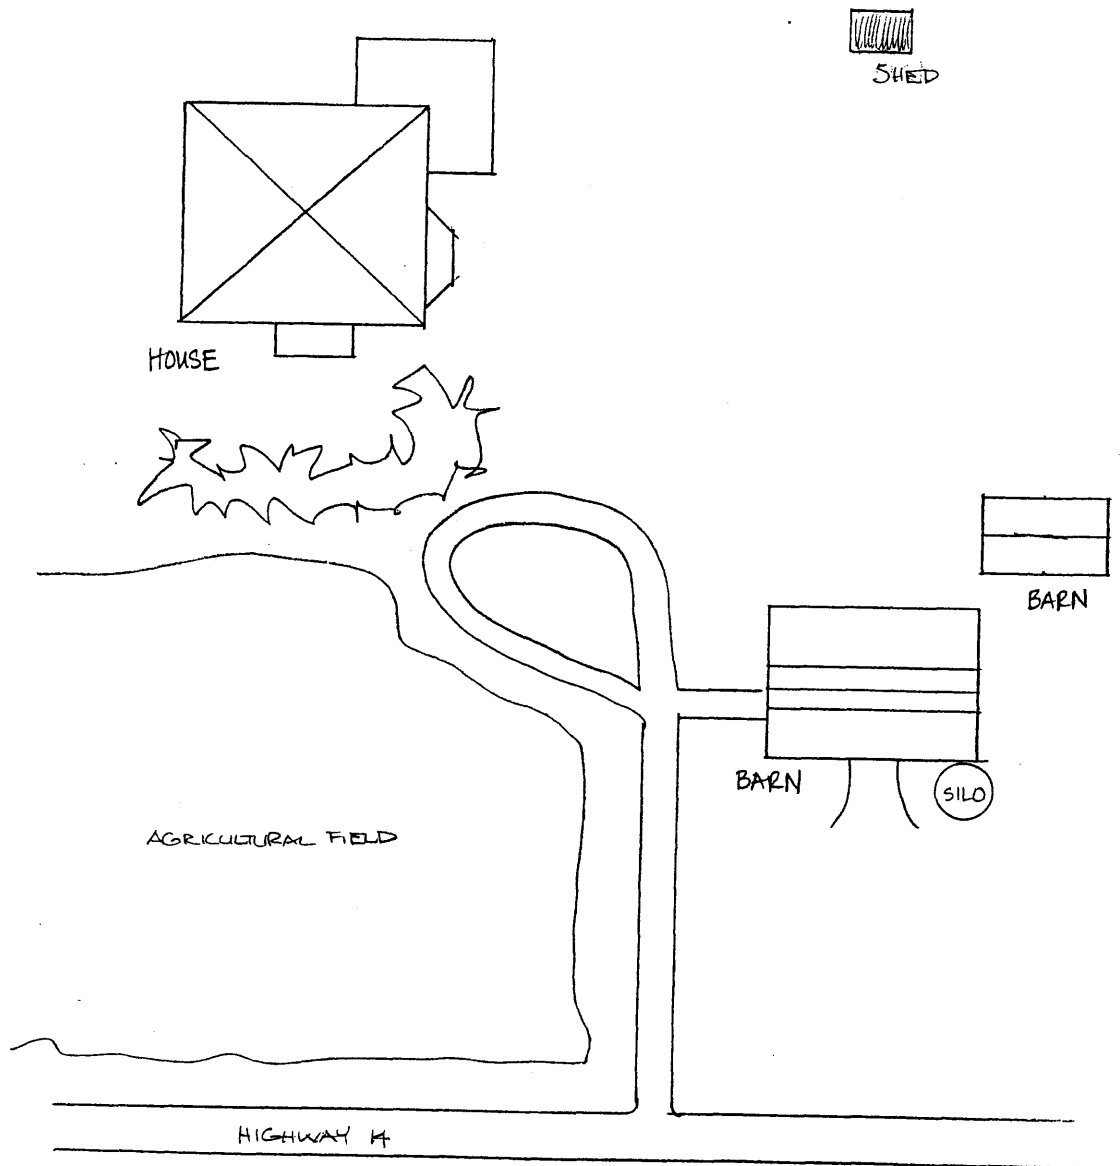 SHED
HOUSE
BARN
BARN
SILO
AGRICULTURAL FIELD
HIGHWAY 14